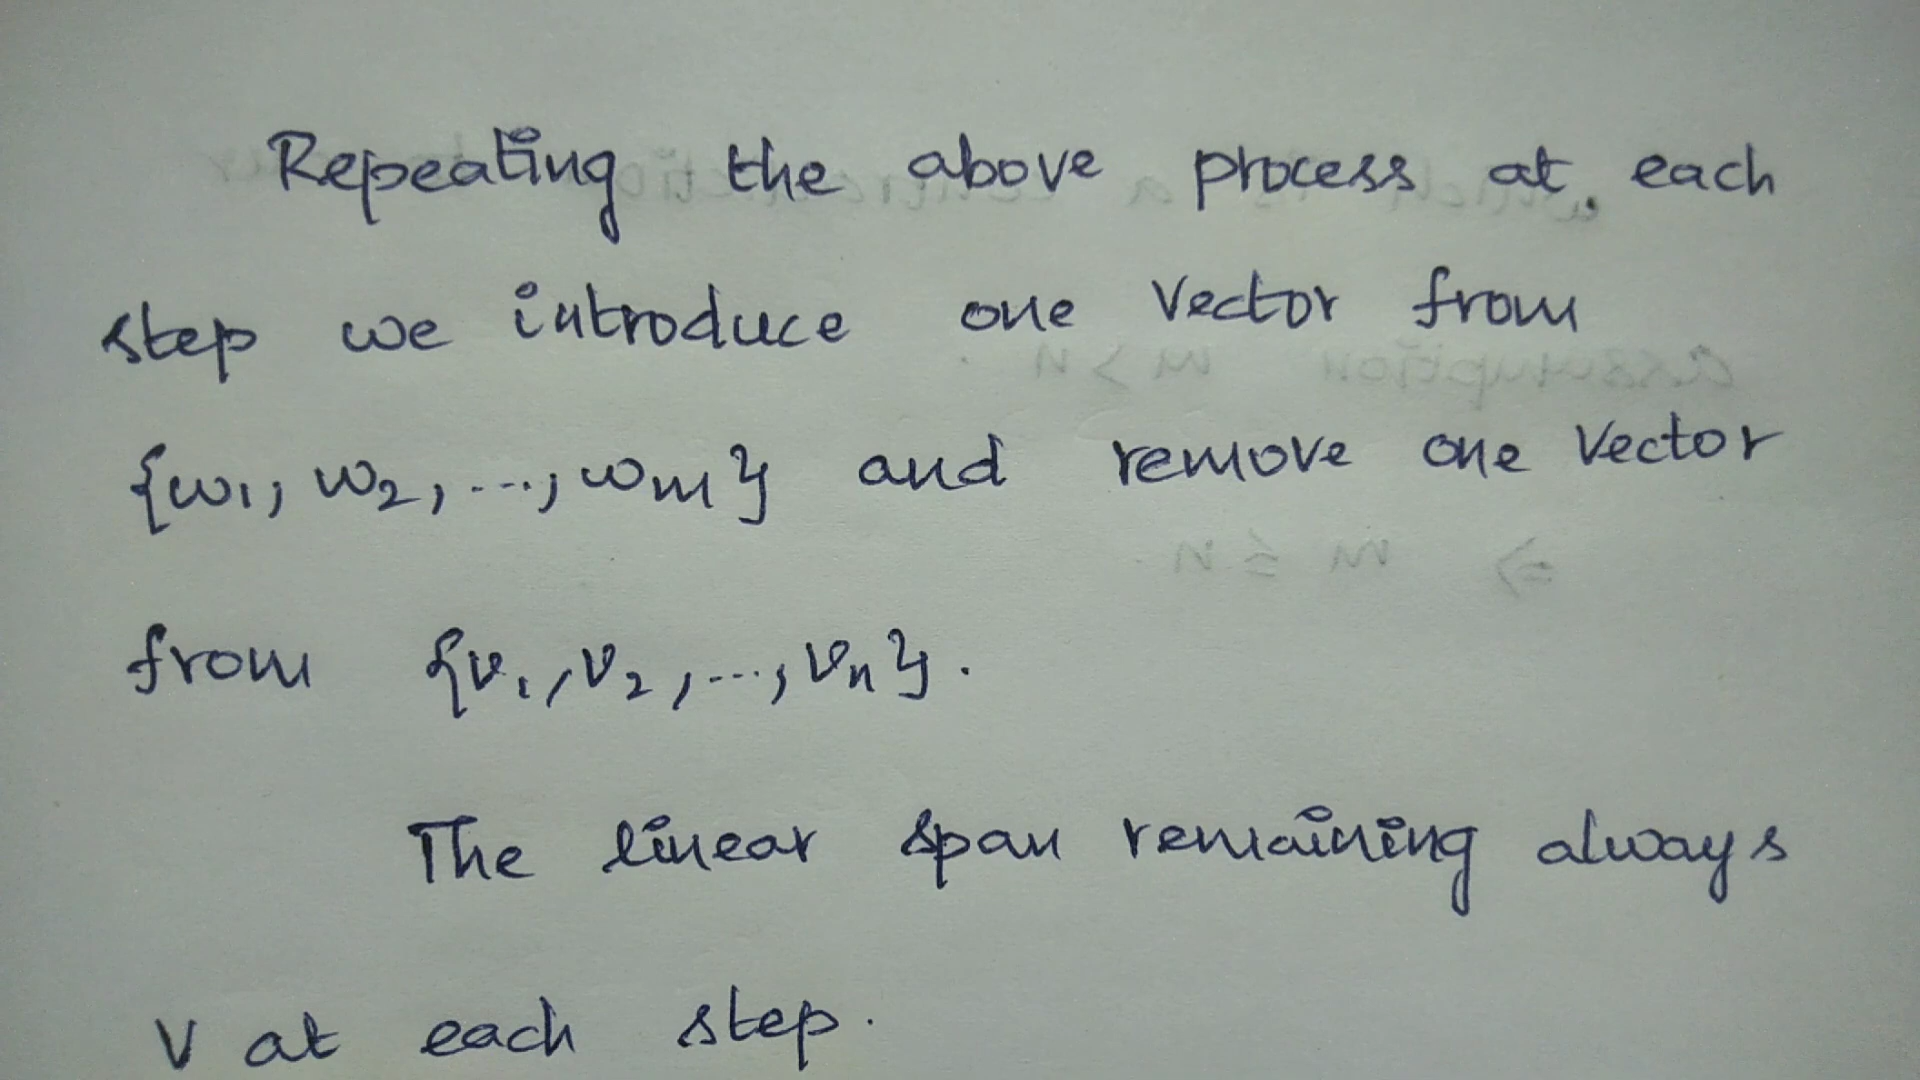 Repeating the above process at, each
step we introduce one vector from
{w₁, w₂, ..., wm} and remove one vector
from {v₁, v₂, ..., vn}.
The linear span remaining always
V at each step.